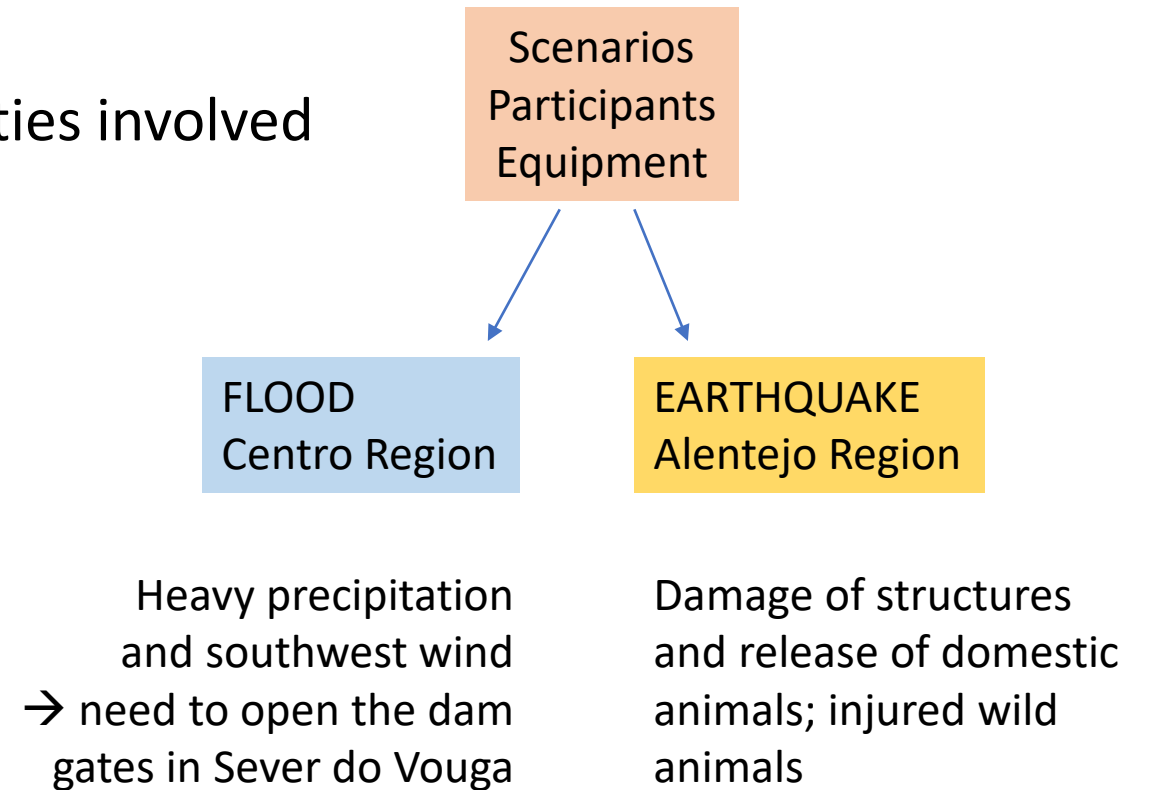 Scenarios
Participants
Equipment
ties involved
FLOOD
Centro Region
EARTHQUAKE
Alentejo Region
Heavy precipitation
and southwest wind
→ need to open the dam
gates in Sever do Vouga
Damage of structures
and release of domestic
animals; injured wild
animals